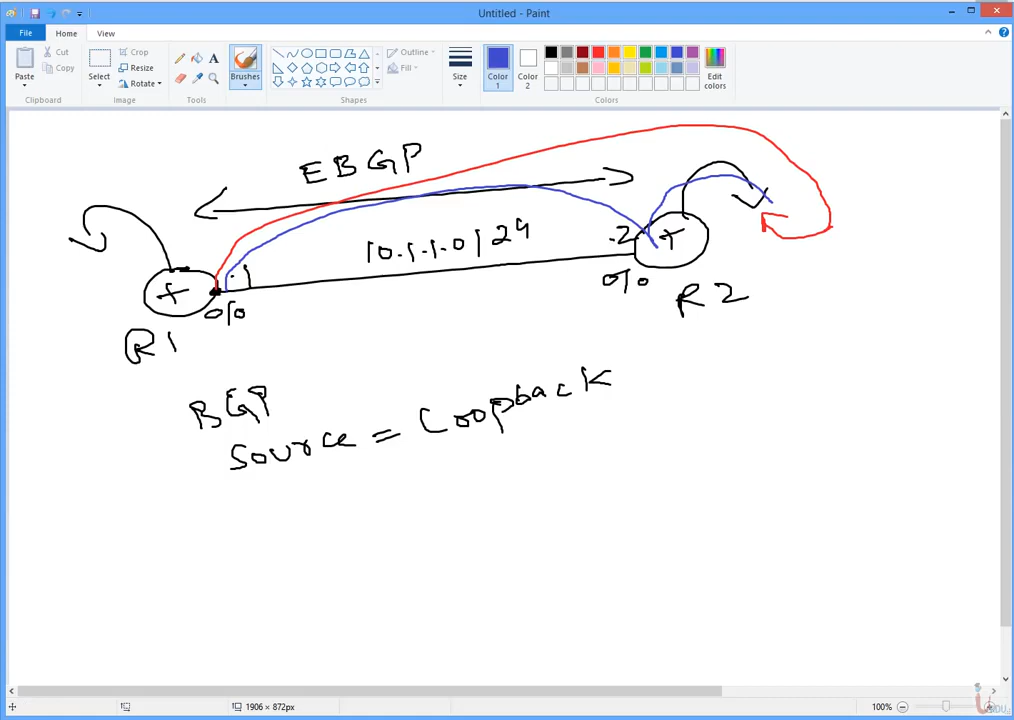 Untitled - Paint
File
Home
View
Paste
Cut
Copy
Clipboard
Select
Crop
Resize
Rotate
Image
A
Tools
Brushes
Outline
Fill
Shapes
Size
Color
1
Color
2
Edit
colors
Colors
EBGP
10.1.1.0/24
.1
.2
0/0
0/0
R1
R2
BGP
Source = Loopback
1906 × 872px
100%